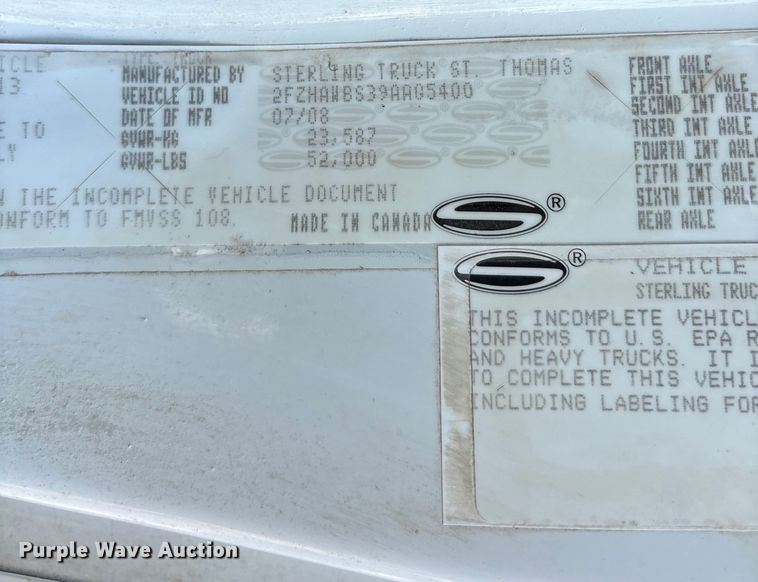 HICLE
13
E TO
LY
TYPE: TRUCK
MANUFACTURED BY STERLING TRUCK ST. THOMAS
VEHICLE ID NO 2FZHAWBS39AAG5400
DATE OF MFR 07/08
GVWR-KG 23,587
GVWR-LBS 52,000
N THE INCOMPLETE VEHICLE DOCUMENT
ONFORM TO FMVSS 108.
MADE IN CANADA
®
FRONT AXLE
FIRST INT AXLE
SECOND INT AXLE
THIRD INT AXLE
FOURTH INT AXLE
FIFTH INT AXLE
SIXTH INT AXLE
REAR AXLE
®
.VEHICLE
STERLING TRUC
THIS INCOMPLETE VEHICL
CONFORMS TO U.S. EPA R
AND HEAVY TRUCKS. IT I
TO COMPLETE THIS VEHIC
INCLUDING LABELING FOR
Purple Wave Auction